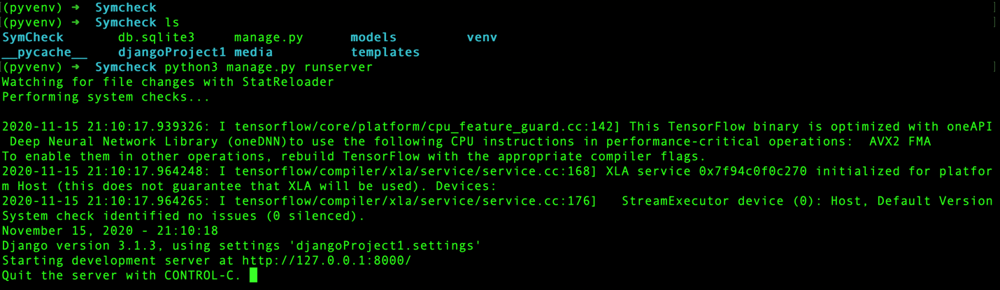 (pyvenv) ➜  Symcheck
(pyvenv) ➜  Symcheck ls
SymCheck       db.sqlite3     manage.py      models         venv
__pycache__    djangoProject1 media          templates
(pyvenv) ➜  Symcheck python3 manage.py runserver
Watching for file changes with StatReloader
Performing system checks...
2020-11-15 21:10:17.939326: I tensorflow/core/platform/cpu_feature_guard.cc:142] This TensorFlow binary is optimized with oneAPI
 Deep Neural Network Library (oneDNN)to use the following CPU instructions in performance-critical operations:  AVX2 FMA
To enable them in other operations, rebuild TensorFlow with the appropriate compiler flags.
2020-11-15 21:10:17.964248: I tensorflow/compiler/xla/service/service.cc:168] XLA service 0x7f94c0f0c270 initialized for platfor
m Host (this does not guarantee that XLA will be used). Devices:
2020-11-15 21:10:17.964265: I tensorflow/compiler/xla/service/service.cc:176]   StreamExecutor device (0): Host, Default Version
System check identified no issues (0 silenced).
November 15, 2020 - 21:10:18
Django version 3.1.3, using settings 'djangoProject1.settings'
Starting development server at http://127.0.0.1:8000/
Quit the server with CONTROL-C.